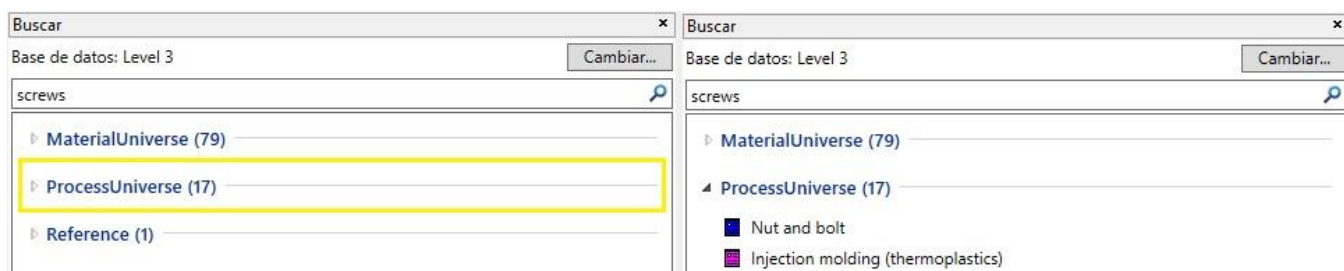 Buscar ×
Base de datos: Level 3 Cambiar...
screws
MaterialUniverse (79)
ProcessUniverse (17)
Reference (1)
Buscar ×
Base de datos: Level 3 Cambiar...
screws
MaterialUniverse (79)
ProcessUniverse (17)
Nut and bolt
Injection molding (thermoplastics)